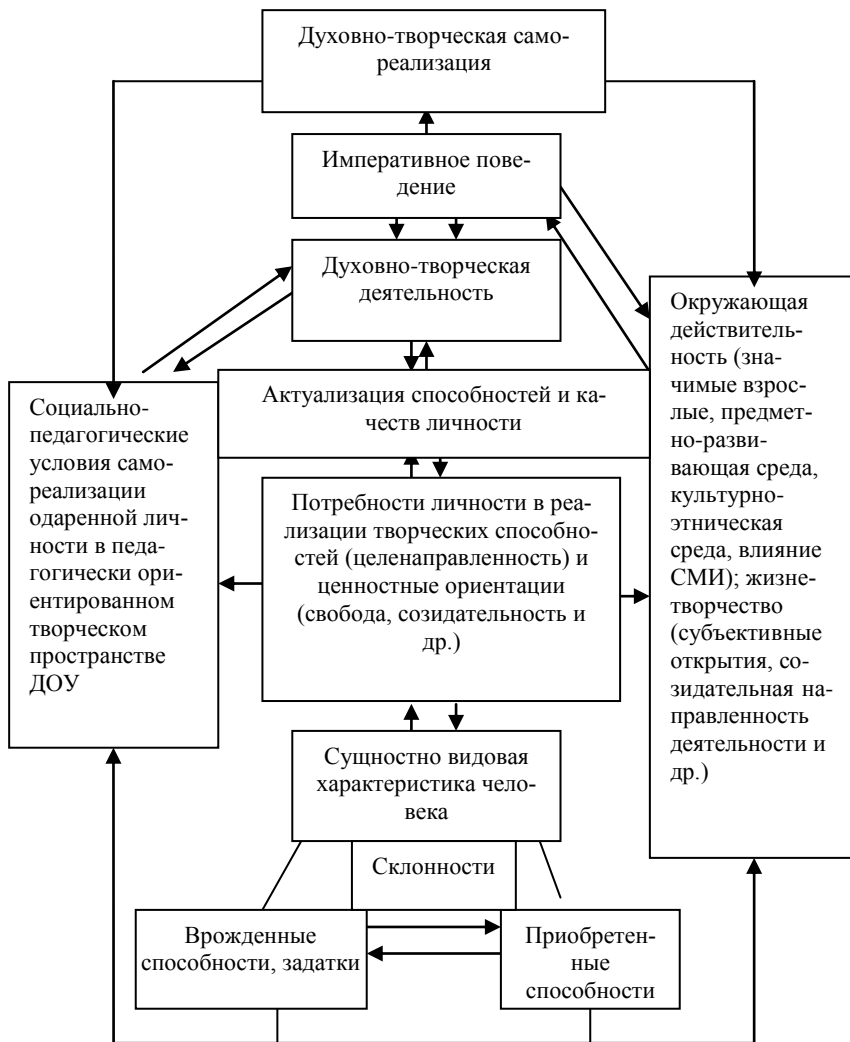 Духовно-творческая само-
реализация
Императивное пове-
дение
Духовно-творческая
деятельность
Актуализация способностей и ка-
честв личности
Социально-
педагогические
условия само-
реализации
одаренной лич-
ности в педа-
гогически ори-
ентированном
творческом
пространстве
ДОУ
Потребности личности в реа-
лизации творческих способно-
стей (целенаправленность) и
ценностные ориентации
(свобода, созидательность и
др.)
Окружающая
действитель-
ность (зна-
чимые взрос-
лые, предмет-
но-разви-
вающая среда,
культурно-
этническая
среда, влияние
СМИ); жизне-
творчество
(субъективные
открытия, со-
зидательная на-
правленность
деятельности и
др.)
Сущностно видовая
характеристика чело-
века
Склонности
Врожденные
способности, задатки
Приобретен-
ные
способности